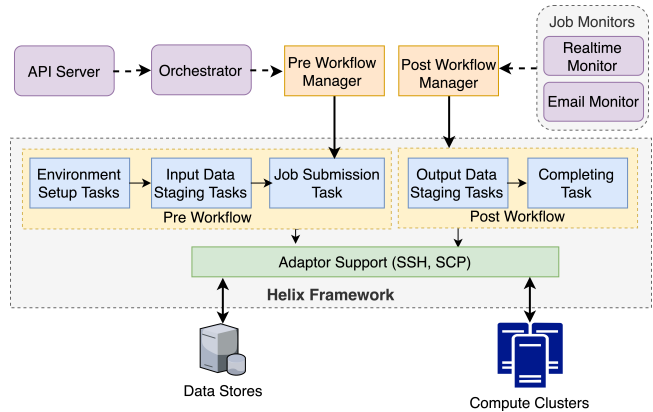 Job Monitors
API Server
Orchestrator
Pre Workflow
Manager
Post Workflow
Manager
Realtime
Monitor
Email Monitor
Environment
Setup Tasks
Input Data
Staging Tasks
Job Submission
Task
Pre Workflow
Output Data
Staging Tasks
Completing
Task
Post Workflow
Adaptor Support (SSH, SCP)
Helix Framework
Data Stores
Compute Clusters